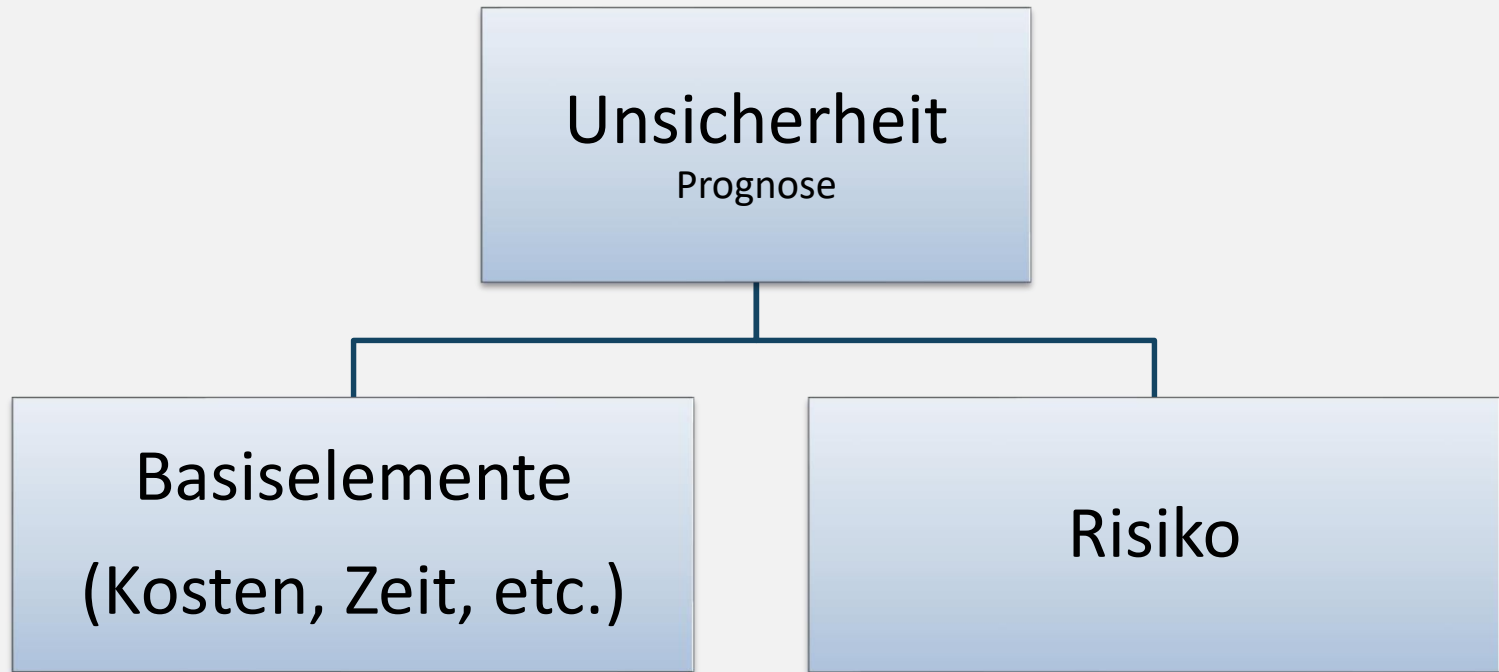 Unsicherheit
Prognose
Basiselemente
(Kosten, Zeit, etc.)
Risiko